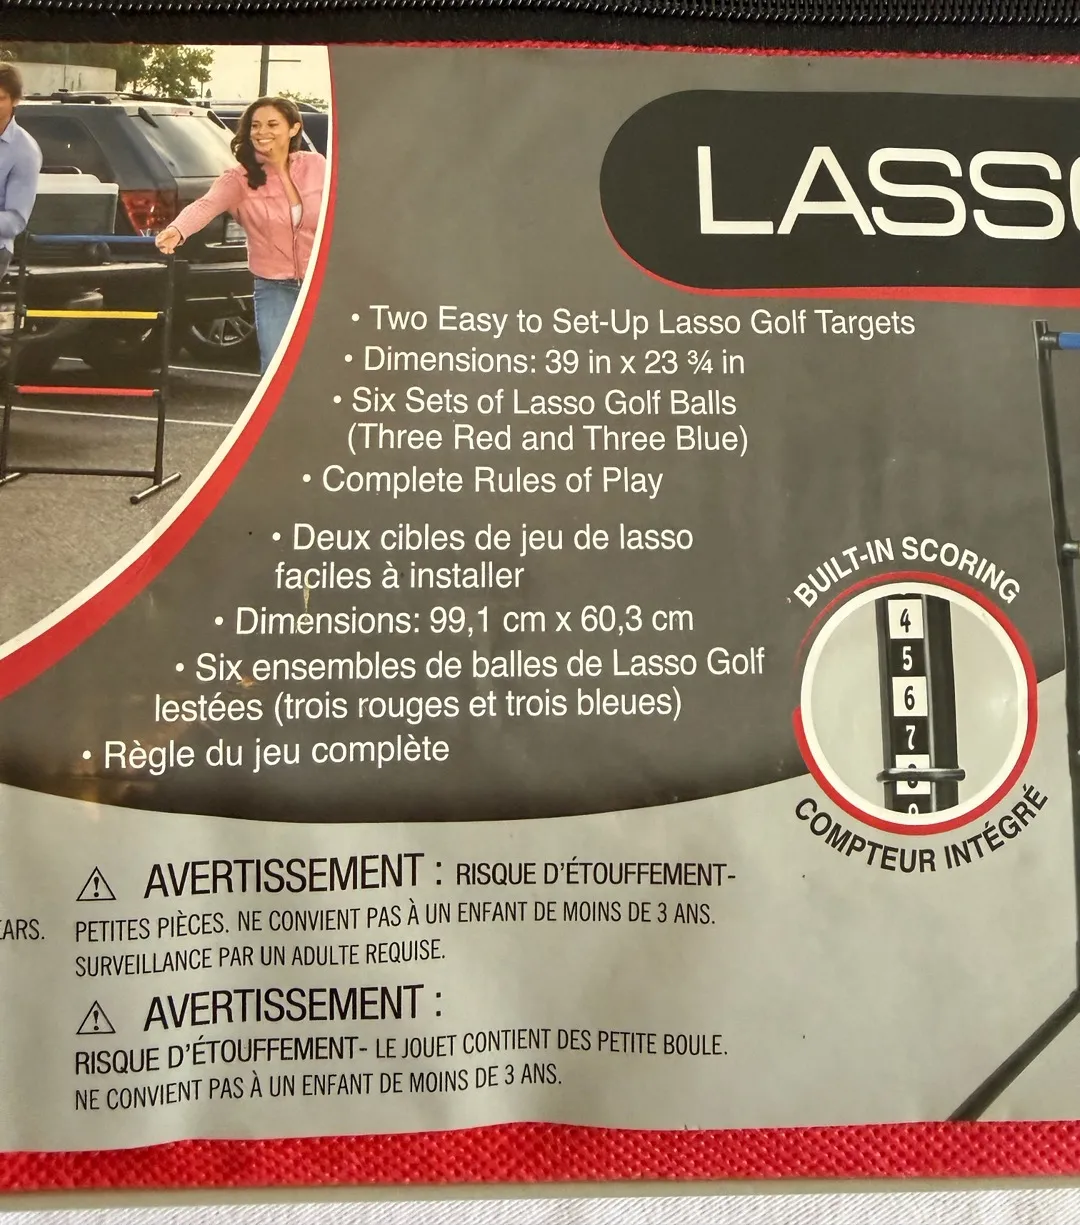 LASSO
• Two Easy to Set-Up Lasso Golf Targets
• Dimensions: 39 in x 23 ¾ in
• Six Sets of Lasso Golf Balls
(Three Red and Three Blue)
• Complete Rules of Play
• Deux cibles de jeu de lasso
faciles à installer
• Dimensions: 99,1 cm x 60,3 cm
• Six ensembles de balles de Lasso Golf
lestées (trois rouges et trois bleues)
• Règle du jeu complète
BUILT-IN SCORING
4
5
6
7
8
9
COMPTEUR INTÉGRÉ
⚠ AVERTISSEMENT : RISQUE D'ÉTOUFFEMENT-
PETITES PIÈCES. NE CONVIENT PAS À UN ENFANT DE MOINS DE 3 ANS.
SURVEILLANCE PAR UN ADULTE REQUISE.
EARS.
⚠ AVERTISSEMENT :
RISQUE D'ÉTOUFFEMENT- LE JOUET CONTIENT DES PETITE BOULE.
NE CONVIENT PAS À UN ENFANT DE MOINS DE 3 ANS.